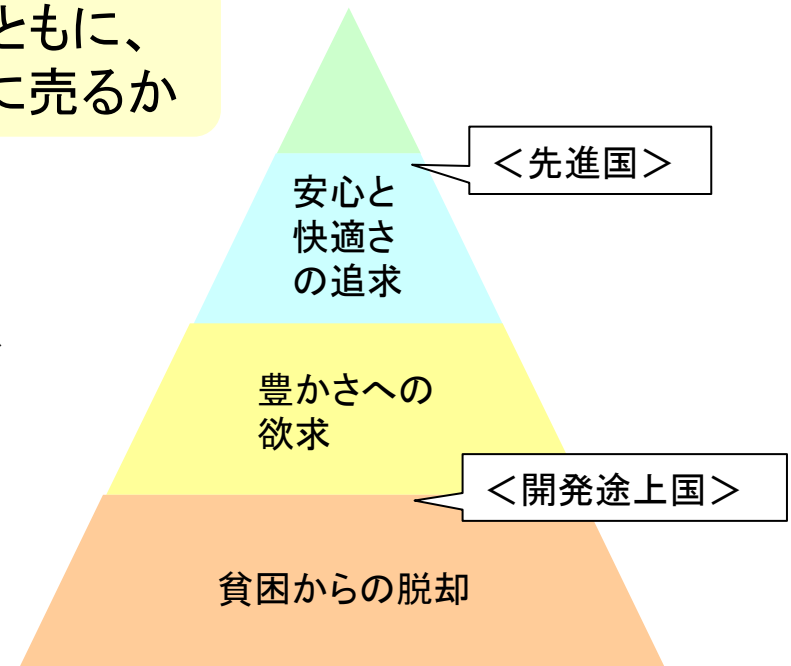 ともに、
に売るか
＜先進国＞
安心と
快適さ
の追求
豊かさへの
欲求
＜開発途上国＞
貧困からの脱却